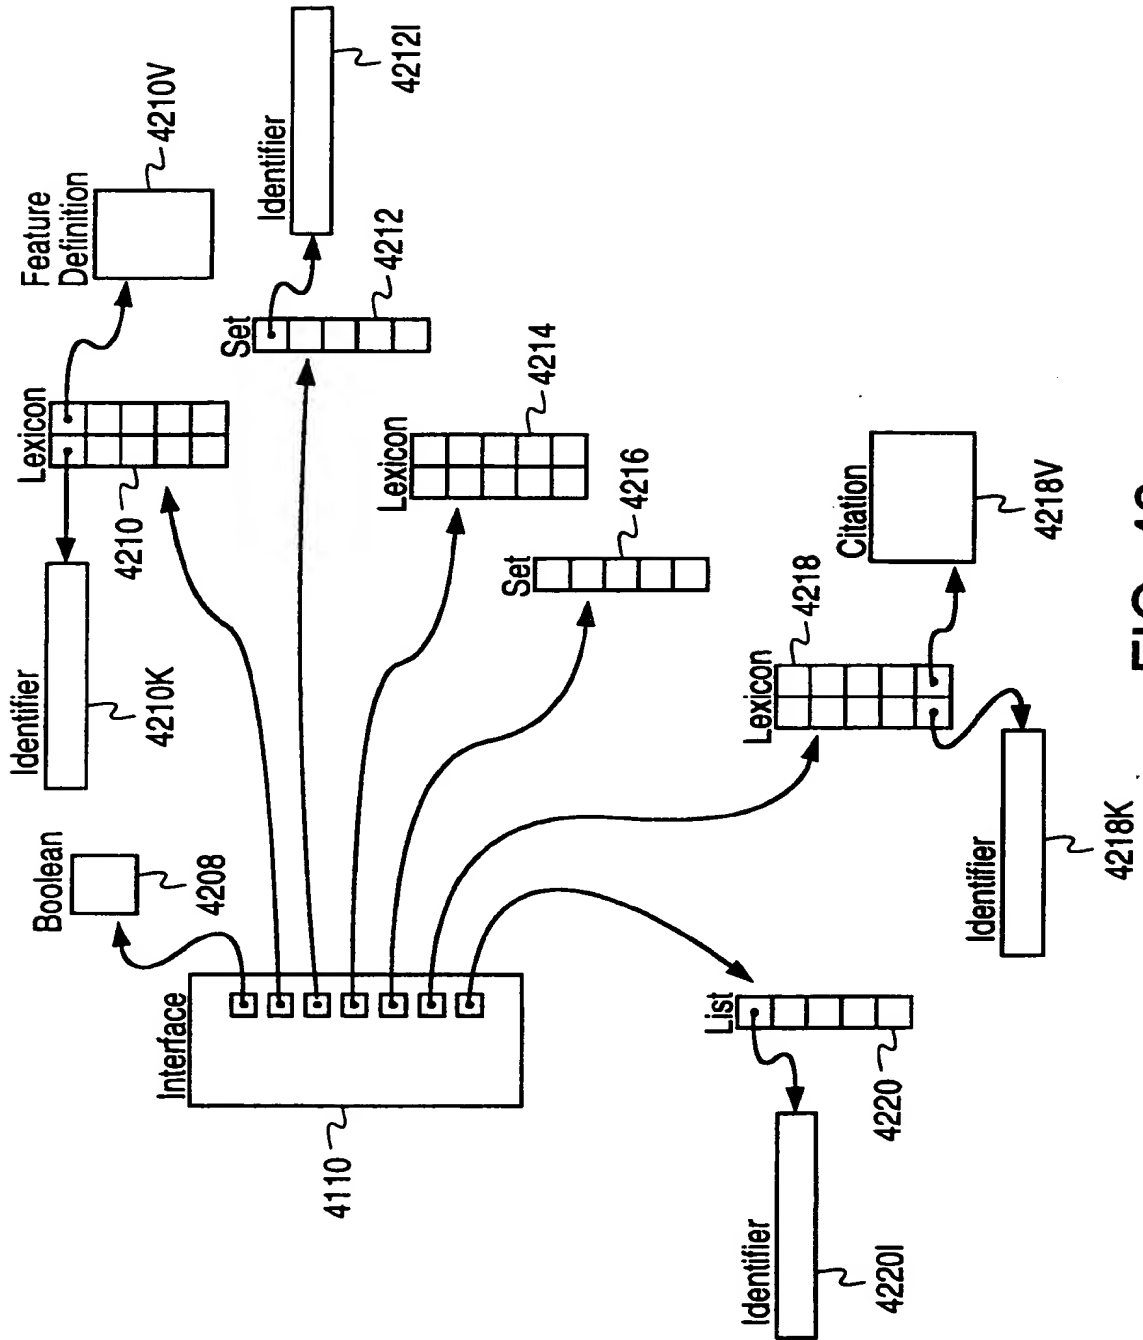 Identifier
Lexicon
Feature
Definition
Boolean
4210
4210K
4210V
Interface
4208
Set
Identifier
4110
Lexicon
4212
4212I
Set
4214
4216
List
Identifier
Lexicon
4218
Citation
4220
4220I
Identifier
4218V
4218K
FIG.